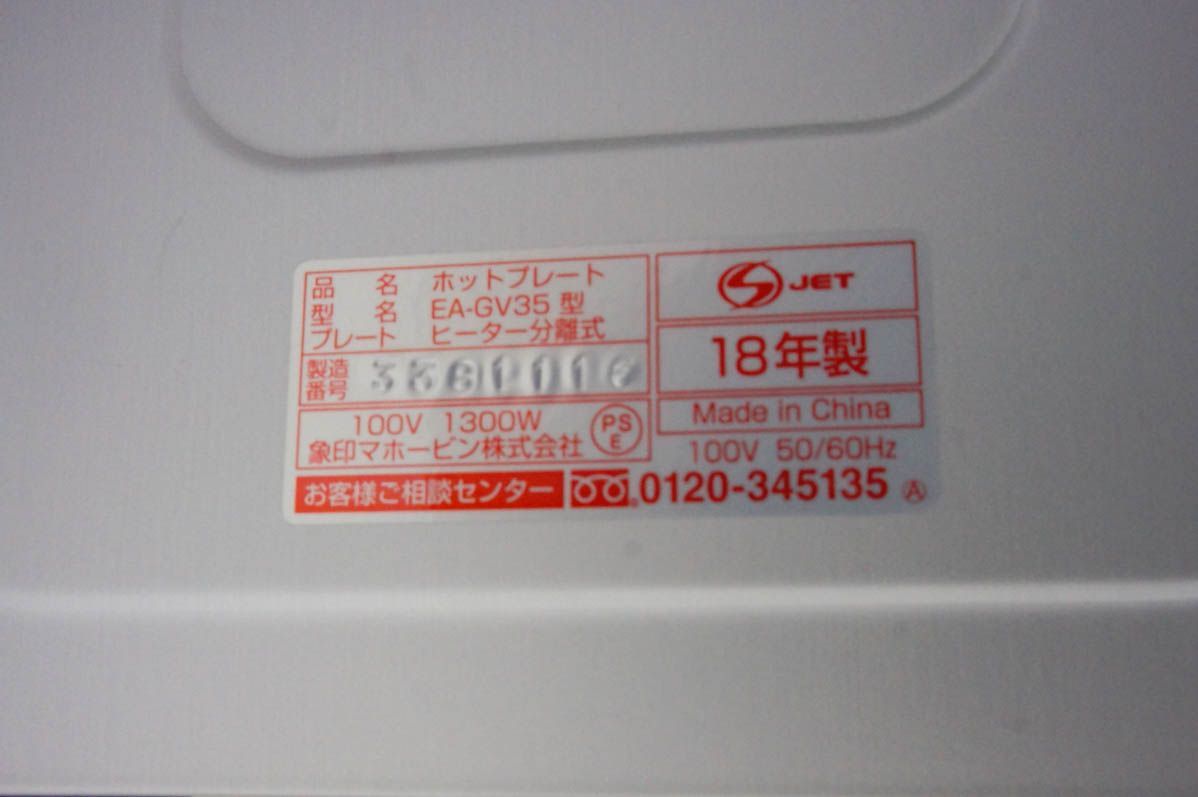 品名 ホットプレート
型名 EA-GV35 型
プレート ヒーター分離式
製造番号
100V 1300W
象印マホービン株式会社
PS
E
JET
18年製
Made in China
100V 50/60Hz
お客様ご相談センター 0120-345135 A